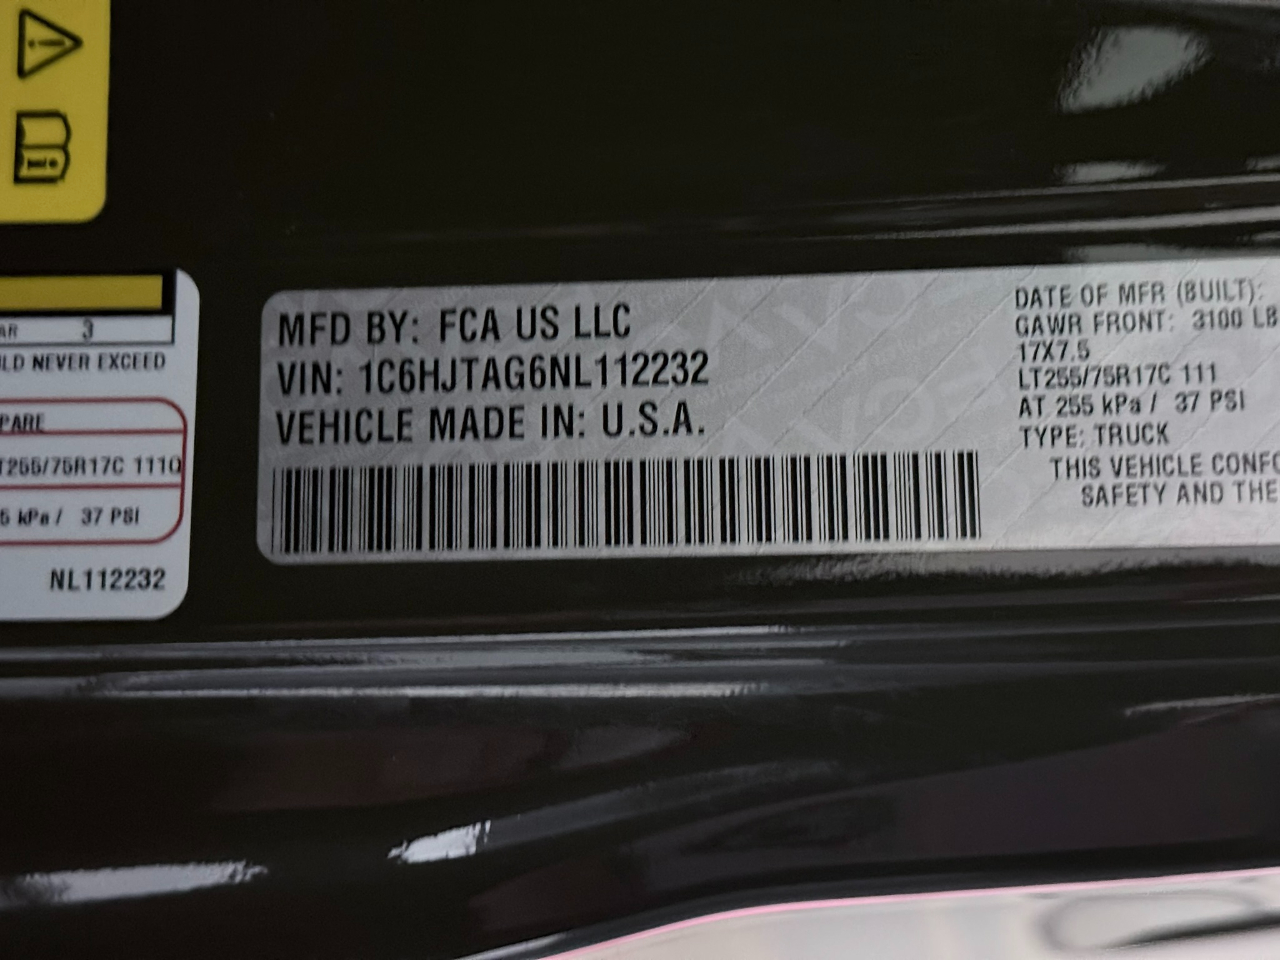 AR 3
LD NEVER EXCEED
PARE
T255/75R17C 111Q
5 kPa / 37 PSI
NL112232
MFD BY: FCA US LLC
VIN: 1C6HJTAG6NL112232
VEHICLE MADE IN: U.S.A.
DATE OF MFR (BUILT):
GAWR FRONT: 3100 LB
17X7.5
LT255/75R17C 111
AT 255 kPa / 37 PSI
TYPE: TRUCK
THIS VEHICLE CONFO
SAFETY AND THE